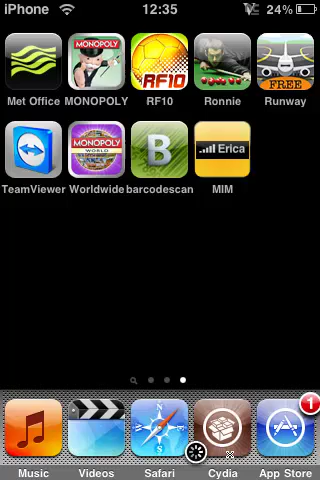 iPhone 12:35 24%
MONOPOLY RF10 FREE
Met Office MONOPOLY RF10 Ronnie Runway
MONOPOLY WORLD B Erica
TeamViewer Worldwide barcodescan MIM
1
Music Videos Safari Cydia App Store